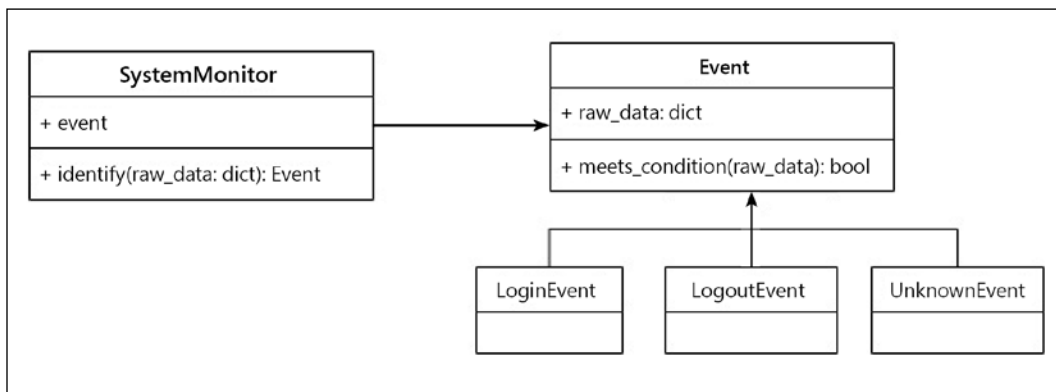 SystemMonitor
+ event
+ identify(raw_data: dict): Event
Event
+ raw_data: dict
+ meets_condition(raw_data): bool
LoginEvent
LogoutEvent
UnknownEvent